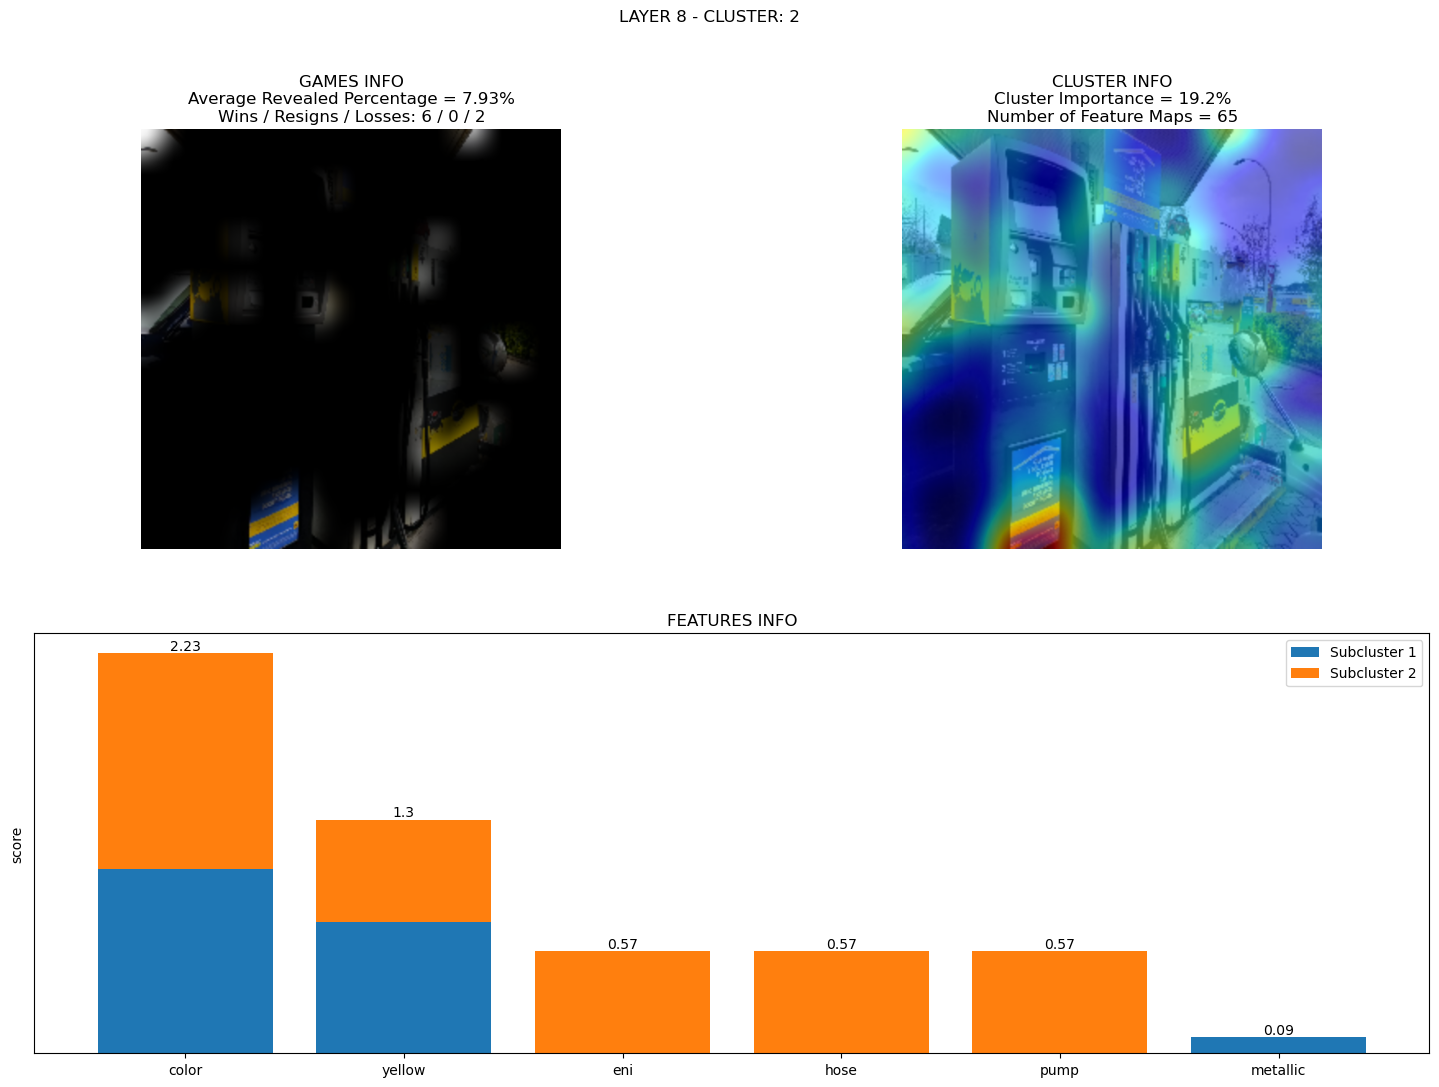 LAYER 8 - CLUSTER: 2
GAMES INFO
Average Revealed Percentage = 7.93%
Wins / Resigns / Losses: 6 / 0 / 2
CLUSTER INFO
Cluster Importance = 19.2%
Number of Feature Maps = 65
FEATURES INFO
2.23
1.3
0.57
0.57
0.57
0.09
Subcluster 1
Subcluster 2
score
color
yellow
eni
hose
pump
metallic